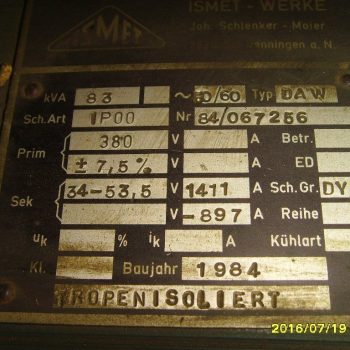 ISMET
ISMET - WERKE
Joh. Schlenker - Maier
kVA 83 ~ 50/60 Typ DAW
Sch.Art IP00 Nr 84/067256
Prim 380 V A Betr.
± 7,5% V A ED
Sek 34-53,5 V 1411 A Sch.Gr. DY
V -897 A Reihe
uk % ik A Kühlart
Kl. Baujahr 1984
TROPENISOLIERT
2016/07/19